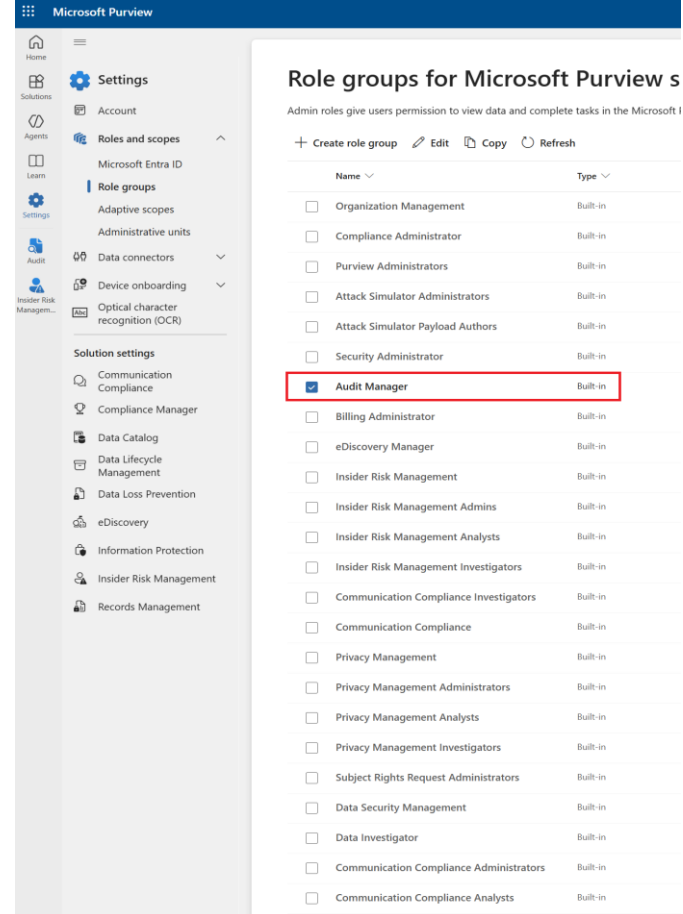 Microsoft Purview
Home
Solutions
Agents
Learn
Settings
Audit
Insider Risk
Managem...
Settings
Account
Roles and scopes
Microsoft Entra ID
Role groups
Adaptive scopes
Administrative units
Data connectors
Device onboarding
Abc
Optical character
recognition (OCR)
Solution settings
Communication
Compliance
Compliance Manager
Data Catalog
Data Lifecycle
Management
Data Loss Prevention
eDiscovery
Information Protection
Insider Risk Management
Records Management
Role groups for Microsoft Purview s
Admin roles give users permission to view data and complete tasks in the Microsoft P
Create role group Edit Copy Refresh
Name Type
Organization Management Built-in
Compliance Administrator Built-in
Purview Administrators Built-in
Attack Simulator Administrators Built-in
Attack Simulator Payload Authors Built-in
Security Administrator Built-in
Audit Manager Built-in
Billing Administrator Built-in
eDiscovery Manager Built-in
Insider Risk Management Built-in
Insider Risk Management Admins Built-in
Insider Risk Management Analysts Built-in
Insider Risk Management Investigators Built-in
Communication Compliance Investigators Built-in
Communication Compliance Built-in
Privacy Management Built-in
Privacy Management Administrators Built-in
Privacy Management Analysts Built-in
Privacy Management Investigators Built-in
Subject Rights Request Administrators Built-in
Data Security Management Built-in
Data Investigator Built-in
Communication Compliance Administrators Built-in
Communication Compliance Analysts Built-in